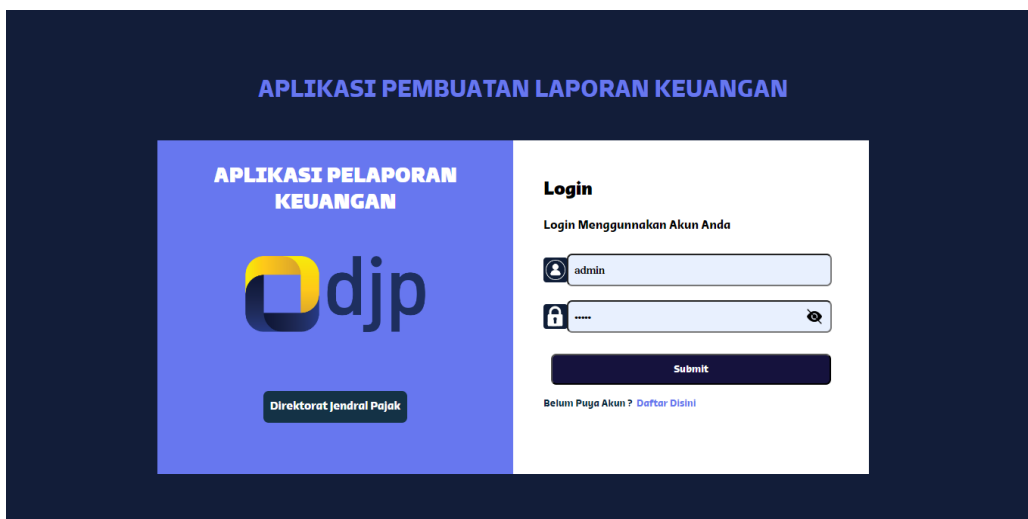 APLIKASI PEMBUATAN LAPORAN KEUANGAN
APLIKASI PELAPORAN
KEUANGAN
djp
Direktorat Jendral Pajak
Login
Login Menggunnakan Akun Anda
admin
•••••
Submit
Belum Puya Akun ? Daftar Disini